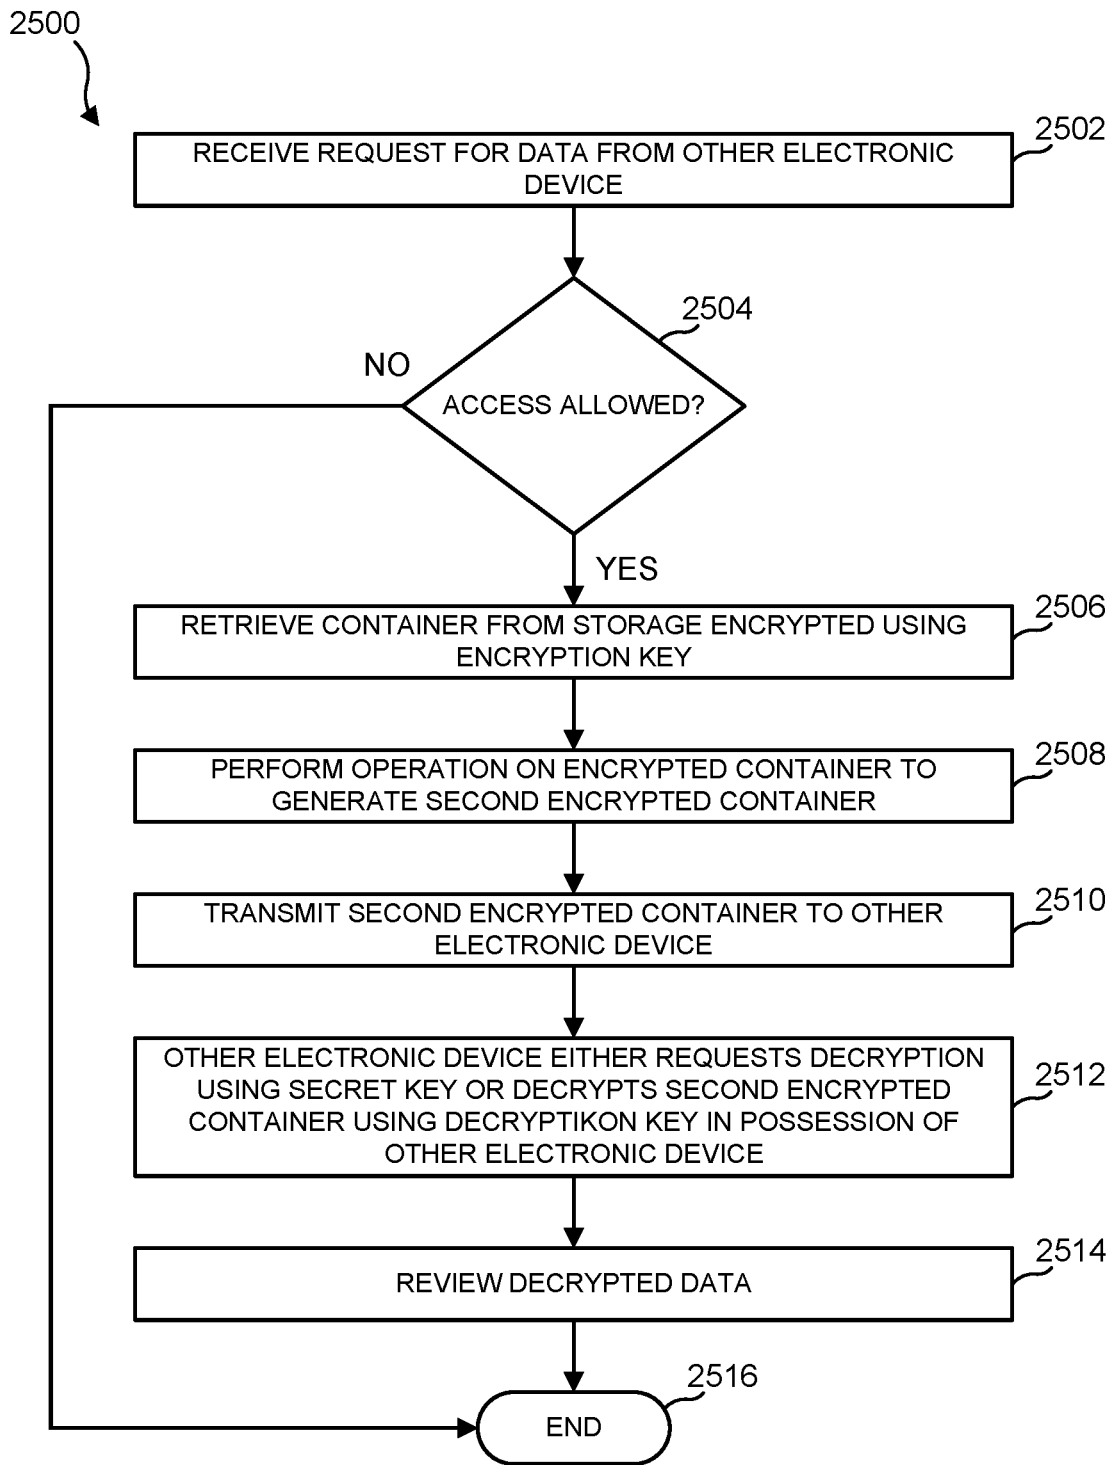 2500
2502
RECEIVE REQUEST FOR DATA FROM OTHER ELECTRONIC
DEVICE
2504
NO
ACCESS ALLOWED?
YES
2506
RETRIEVE CONTAINER FROM STORAGE ENCRYPTED USING
ENCRYPTION KEY
2508
PERFORM OPERATION ON ENCRYPTED CONTAINER TO
GENERATE SECOND ENCRYPTED CONTAINER
2510
TRANSMIT SECOND ENCRYPTED CONTAINER TO OTHER
ELECTRONIC DEVICE
2512
OTHER ELECTRONIC DEVICE EITHER REQUESTS DECRYPTION
USING SECRET KEY OR DECRYPTS SECOND ENCRYPTED
CONTAINER USING DECRYPTIKON KEY IN POSSESSION OF
OTHER ELECTRONIC DEVICE
2514
REVIEW DECRYPTED DATA
2516
END